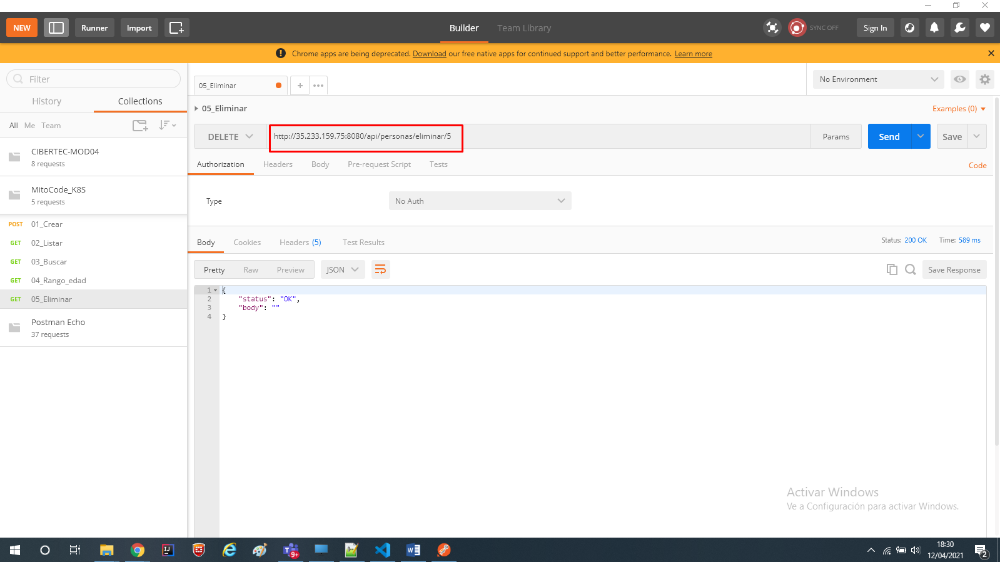 NEW
Runner
Import
Builder
Team Library
SYNC OFF
Sign In
Chrome apps are being deprecated. Download our free native apps for continued support and better performance. Learn more
Filter
History
Collections
All Me Team
CIBERTEC-MOD04
8 requests
MitoCode_K8S
5 requests
POST 01_Crear
GET 02_Listar
GET 03_Buscar
GET 04_Rango_edad
GET 05_Eliminar
Postman Echo
37 requests
05_Eliminar
No Environment
05_Eliminar
Examples (0)
DELETE
http://35.233.159.75:8080/api/personas/eliminar/5
Params
Send
Save
Authorization
Headers
Body
Pre-request Script
Tests
Code
Type
No Auth
Body
Cookies
Headers (5)
Test Results
Status: 200 OK
Time: 589 ms
Pretty
Raw
Preview
JSON
Save Response
1 {
2 "status": "OK",
3 "body": ""
4 }
Activar Windows
Ve a Configuración para activar Windows.
9+
18:30
12/04/2021
2